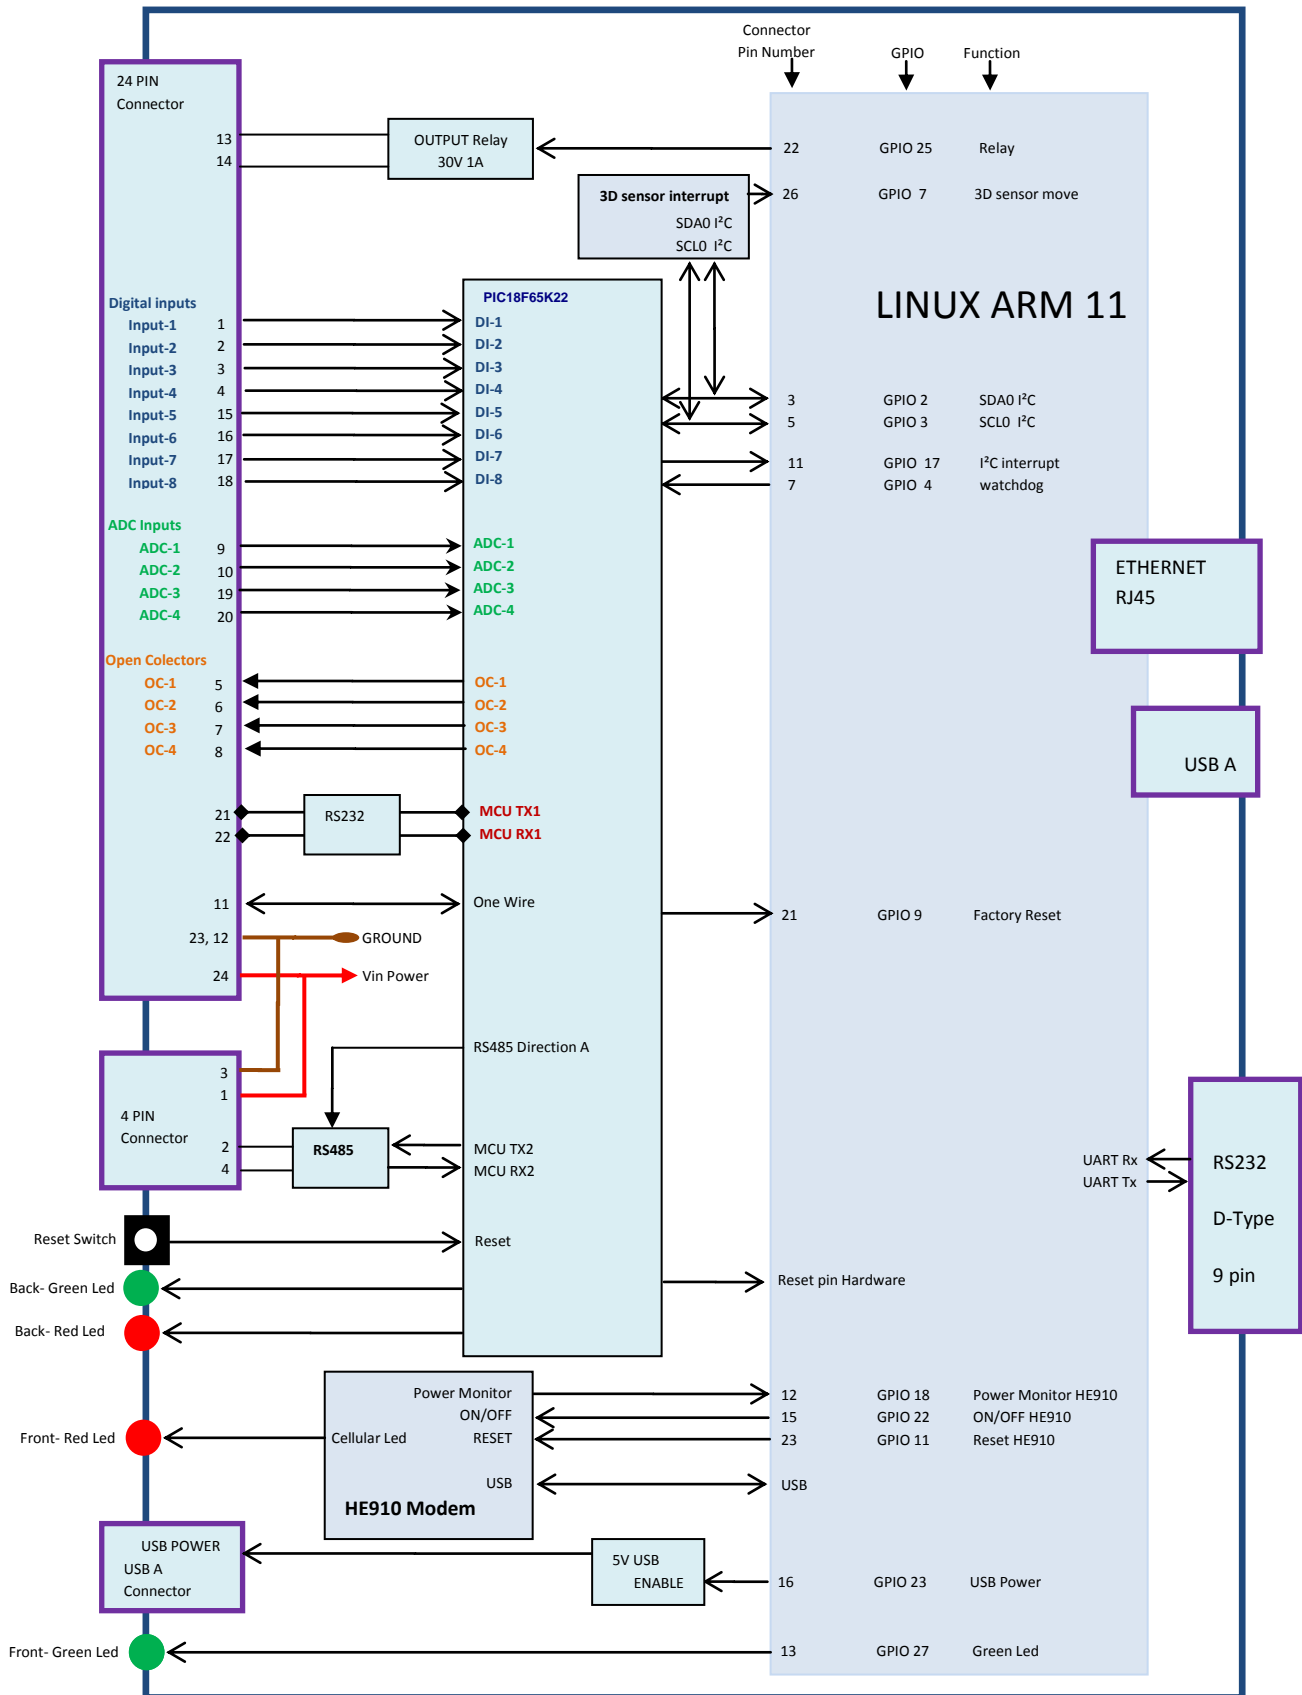 Connector
Pin Number
GPIO
Function
24 PIN
Connector
13
14
OUTPUT Relay
30V 1A
22 GPIO 25 Relay
3D sensor interrupt
SDA0 I²C
SCL0 I²C
26 GPIO 7 3D sensor move
LINUX ARM 11
PIC18F65K22
Digital inputs
Input-1 1 DI-1
Input-2 2 DI-2
Input-3 3 DI-3
Input-4 4 DI-4
Input-5 15 DI-5
Input-6 16 DI-6
Input-7 17 DI-7
Input-8 18 DI-8
3 GPIO 2 SDA0 I²C
5 GPIO 3 SCL0 I²C
11 GPIO 17 I²C interrupt
7 GPIO 4 watchdog
ADC Inputs
ADC-1 9 ADC-1
ADC-2 10 ADC-2
ADC-3 19 ADC-3
ADC-4 20 ADC-4
ETHERNET
RJ45
Open Colectors
OC-1 5 OC-1
OC-2 6 OC-2
OC-3 7 OC-3
OC-4 8 OC-4
USB A
21 RS232 MCU TX1
22 MCU RX1
11 One Wire
21 GPIO 9 Factory Reset
23, 12 GROUND
24 Vin Power
RS485 Direction A
3
1
4 PIN
Connector
2
4
RS485
MCU TX2
MCU RX2
UART Rx
UART Tx
RS232
D-Type
9 pin
Reset Switch
Reset
Back- Green Led
Reset pin Hardware
Back- Red Led
Power Monitor
ON/OFF
RESET
Cellular Led
USB
HE910 Modem
12 GPIO 18 Power Monitor HE910
15 GPIO 22 ON/OFF HE910
23 GPIO 11 Reset HE910
USB
Front- Red Led
USB POWER
USB A
Connector
5V USB
ENABLE
16 GPIO 23 USB Power
Front- Green Led
13 GPIO 27 Green Led